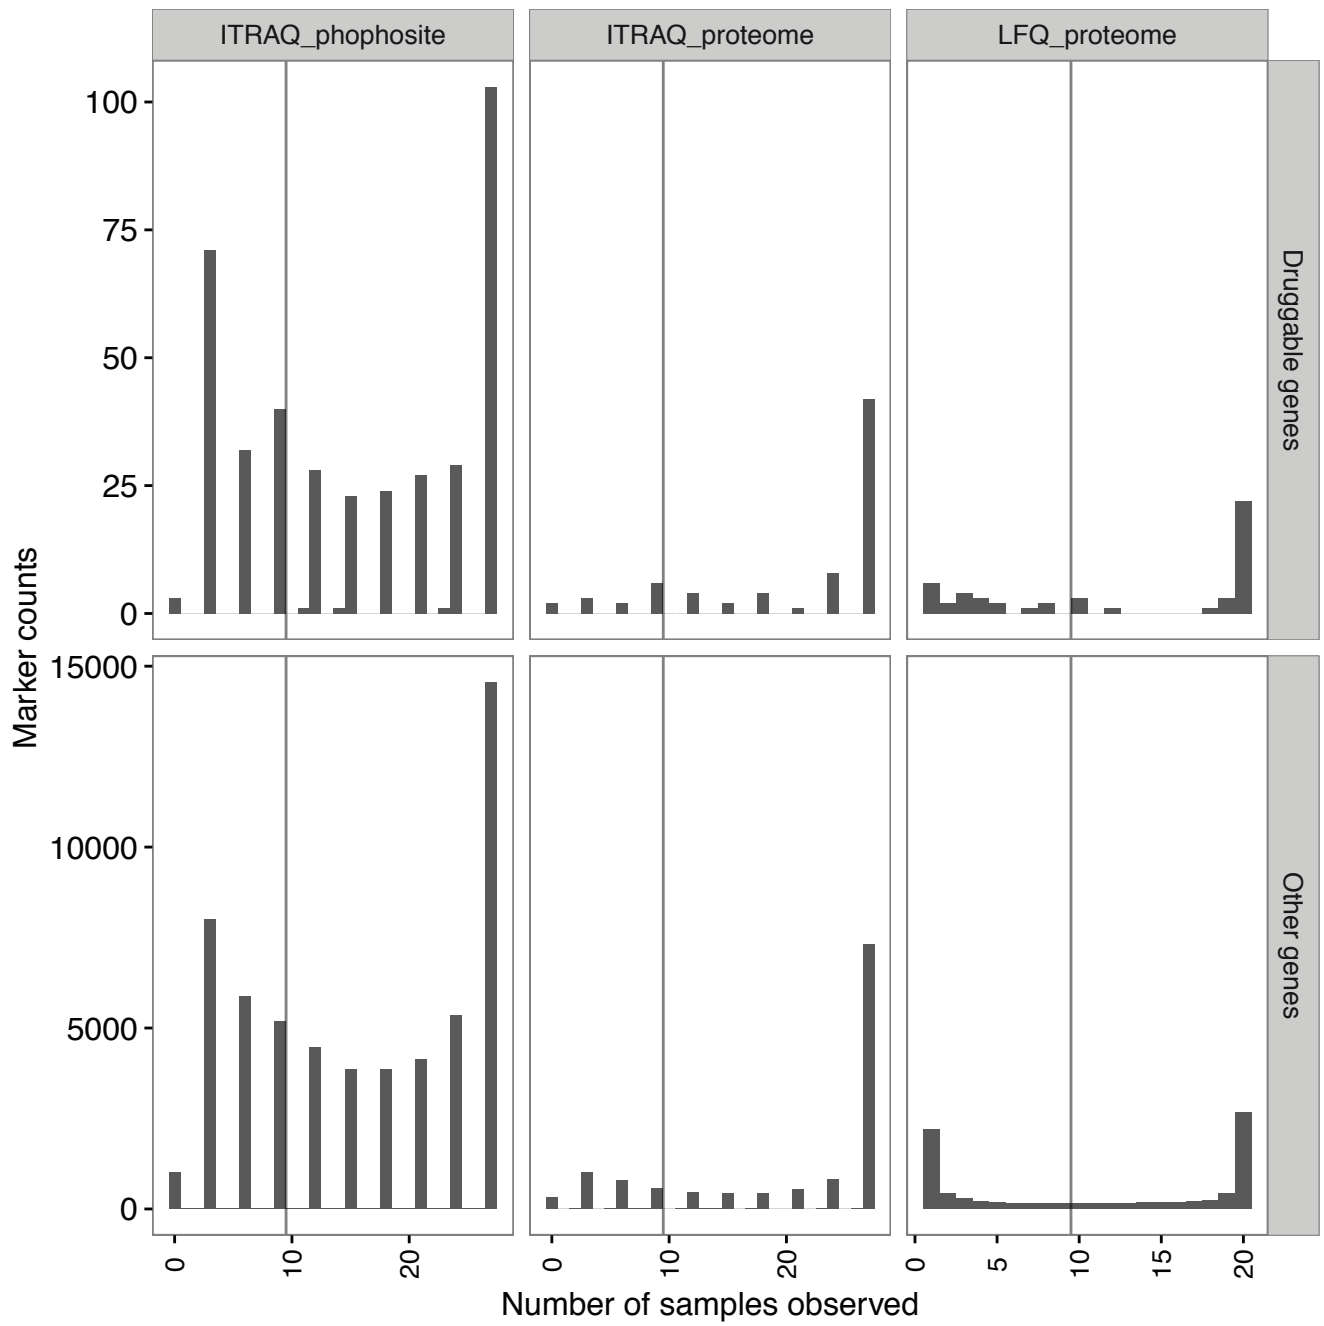 ITRAQ_phophosite
ITRAQ_proteome
LFQ_proteome
100
75
50
25
0
Druggable genes
Marker counts
15000
10000
5000
0
Other genes
0
10
20
0
10
20
0
5
10
15
20
Number of samples observed